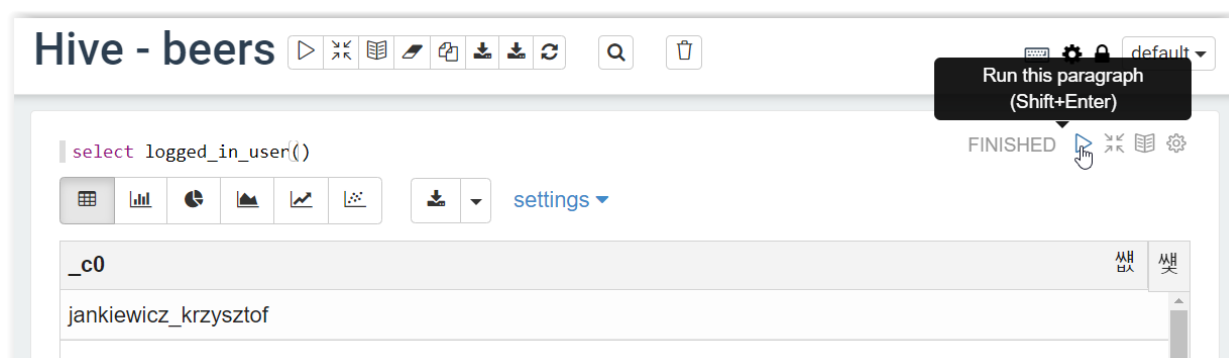 Hive - beers
default
Run this paragraph
(Shift+Enter)
select logged_in_user()
FINISHED
settings
_c0
jankiewicz_krzysztof